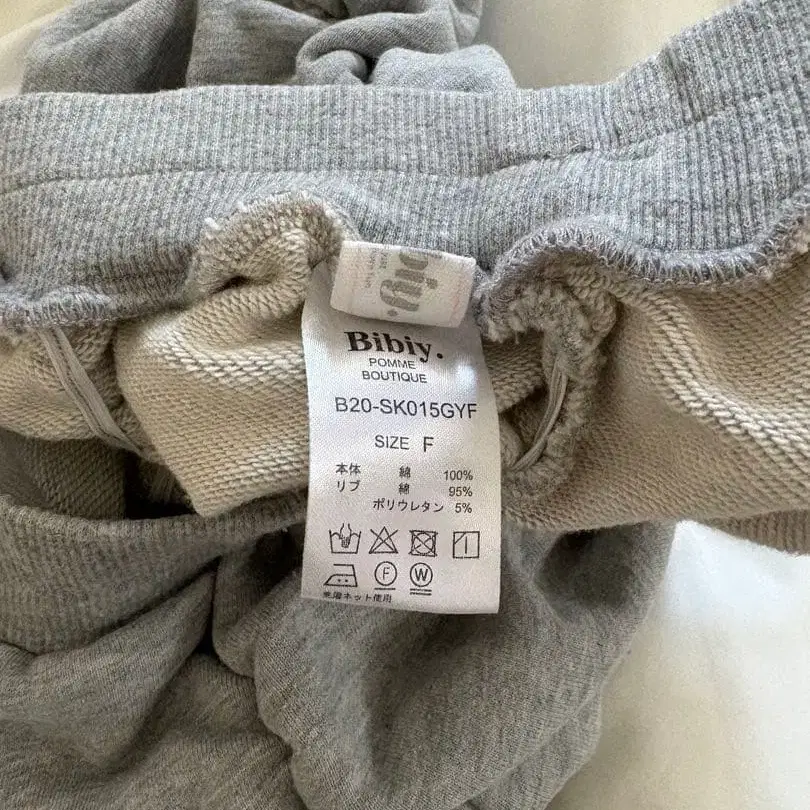 Bibiy.
POMME
BOUTIQUE
B20-SK015GYF
SIZE F
本体 綿 100%
リブ 綿 95%
ポリウレタン 5%
F W
洗濯ネット使用